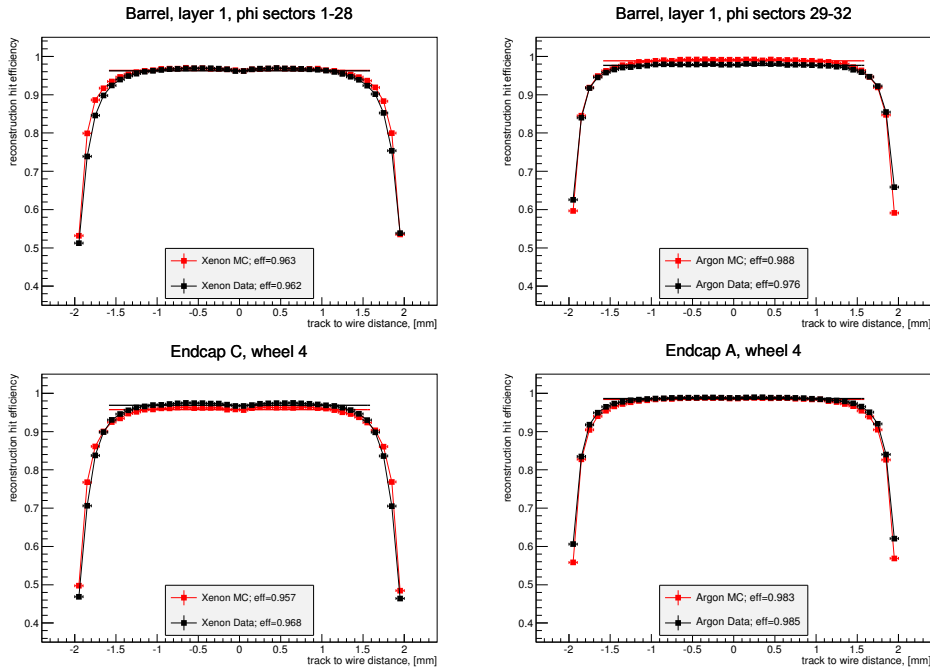 Barrel, layer 1, phi sectors 1-28
reconstruction hit efficiency
1
0.9
0.8
0.7
0.6
0.5
0.4
Xenon MC; eff=0.963
Xenon Data; eff=0.962
-2 -1.5 -1 -0.5 0 0.5 1 1.5 2
track to wire distance, [mm]
Barrel, layer 1, phi sectors 29-32
reconstruction hit efficiency
1
0.9
0.8
0.7
0.6
0.5
0.4
Argon MC; eff=0.988
Argon Data; eff=0.976
-2 -1.5 -1 -0.5 0 0.5 1 1.5 2
track to wire distance, [mm]
Endcap C, wheel 4
reconstruction hit efficiency
1
0.9
0.8
0.7
0.6
0.5
0.4
Xenon MC; eff=0.957
Xenon Data; eff=0.968
-2 -1.5 -1 -0.5 0 0.5 1 1.5 2
track to wire distance, [mm]
Endcap A, wheel 4
reconstruction hit efficiency
1
0.9
0.8
0.7
0.6
0.5
0.4
Argon MC; eff=0.983
Argon Data; eff=0.985
-2 -1.5 -1 -0.5 0 0.5 1 1.5 2
track to wire distance, [mm]